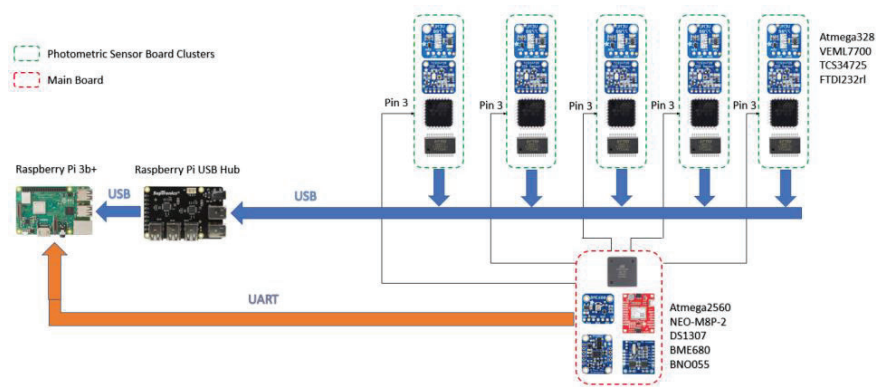 Photometric Sensor Board Clusters
Main Board
Atmega328
VEML7700
TCS34725
FTDI232rl
Pin 3
Pin 3
Pin 3
Pin 3
Pin 3
Raspberry Pi 3b+
Raspberry Pi USB Hub
USB
USB
UART
Atmega2560
NEO-M8P-2
DS1307
BME680
BNO055